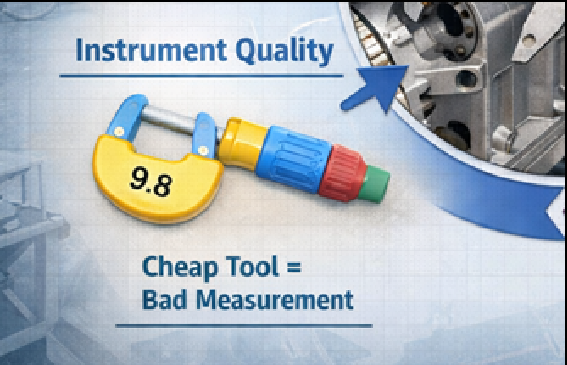 Instrument Quality
9.8
Cheap Tool =
Bad Measurement